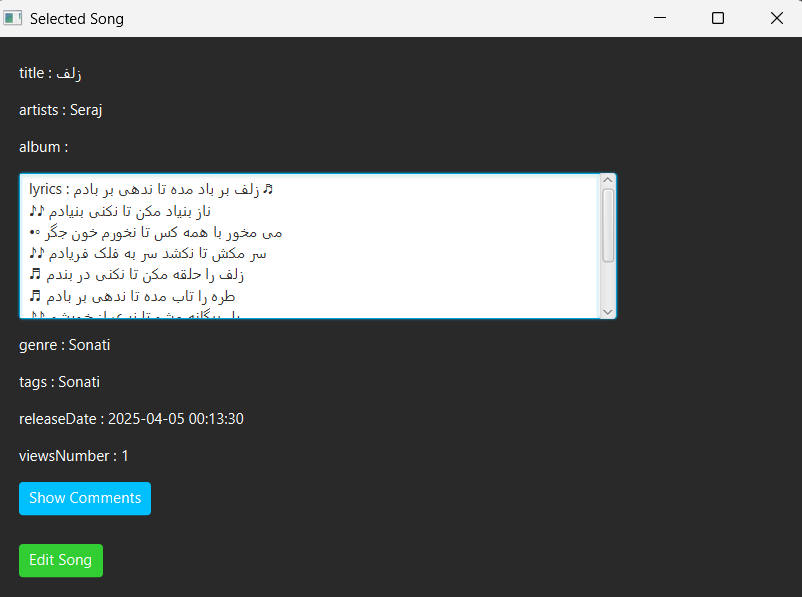 Selected Song
title : زلف
artists : Seraj
album :
lyrics : زلف بر باد مده تا ندهی بر بادم ♬
ناز بنیاد مکن تا نکنی بنیادم ♪♪
می مخور با همه کس تا نخورم خون جگر •◦
سر مکش تا نکشد سر به فلک فریادم ♪♪
زلف را حلقه مکن تا نکنی در بندم ♬
طره را تاب مده تا ندهی بر بادم ♬
genre : Sonati
tags : Sonati
releaseDate : 2025-04-05 00:13:30
viewsNumber : 1
Show Comments
Edit Song